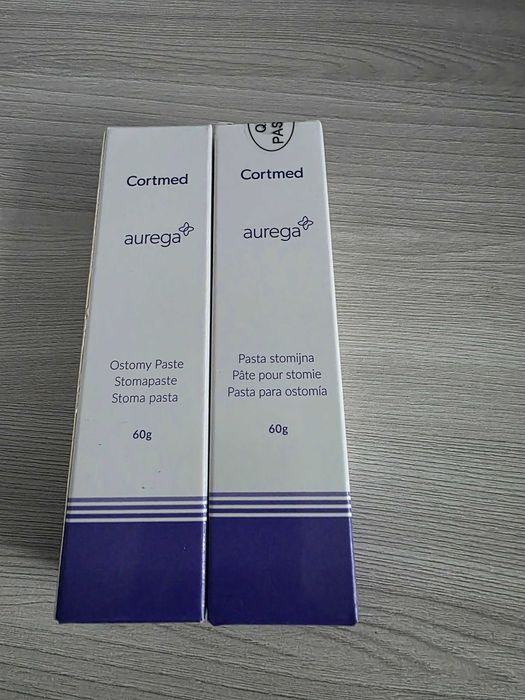 Cortmed
aurega
Ostomy Paste
Stomapaste
Stoma pasta
60g
PAS
Cortmed
aurega
Pasta stomijna
Pâte pour stomie
Pasta para ostomía
60g